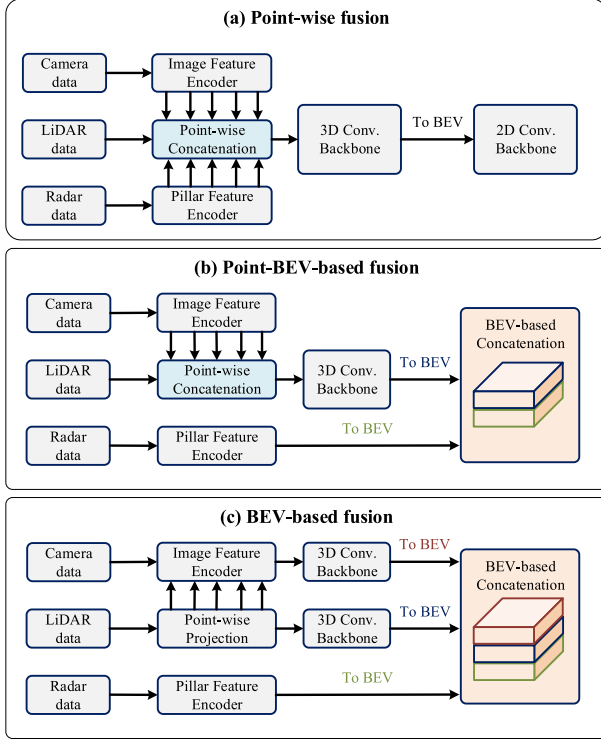 (a) Point-wise fusion
Camera
data
Image Feature
Encoder
LiDAR
data
Point-wise
Concatenation
3D Conv.
Backbone
To BEV
2D Conv.
Backbone
Radar
data
Pillar Feature
Encoder
(b) Point-BEV-based fusion
Camera
data
Image Feature
Encoder
LiDAR
data
Point-wise
Concatenation
3D Conv.
Backbone
To BEV
BEV-based
Concatenation
Radar
data
Pillar Feature
Encoder
To BEV
(c) BEV-based fusion
Camera
data
Image Feature
Encoder
3D Conv.
Backbone
To BEV
BEV-based
Concatenation
LiDAR
data
Point-wise
Projection
3D Conv.
Backbone
To BEV
Radar
data
Pillar Feature
Encoder
To BEV